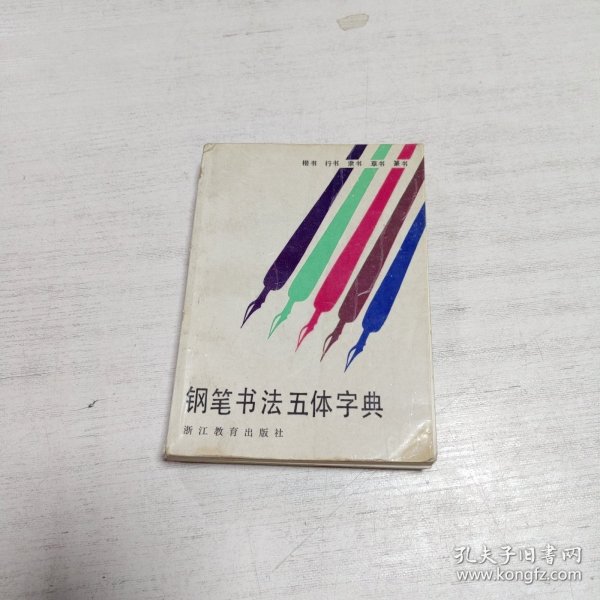 楷书 行书 隶书 草书 篆书
钢笔书法五体字典
浙江教育出版社
孔夫子旧书网
www.kongfz.com